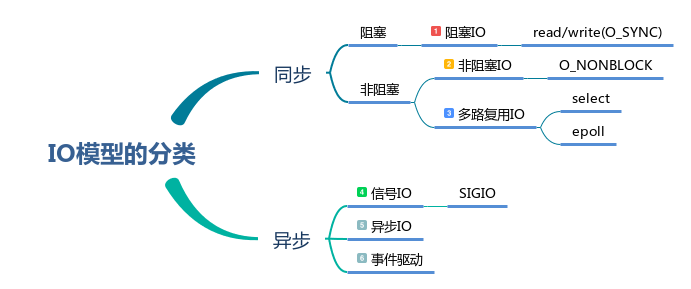 IO模型的分类
同步
阻塞
1 阻塞IO
read/write(O_SYNC)
非阻塞
2 非阻塞IO
O_NONBLOCK
3 多路复用IO
select
epoll
异步
4 信号IO
SIGIO
5 异步IO
6 事件驱动